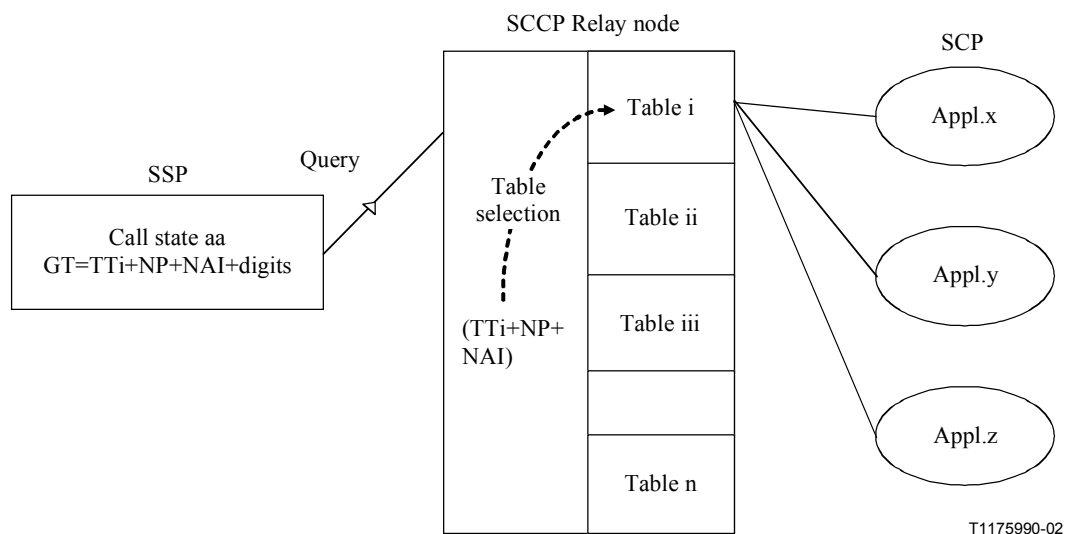 SCCP Relay node
SCP
SSP
Query
Call state aa
GT=TTi+NP+NAI+digits
Table
selection
(TTi+NP+
NAI)
Table i
Table ii
Table iii
Table n
Appl.x
Appl.y
Appl.z
T1175990-02